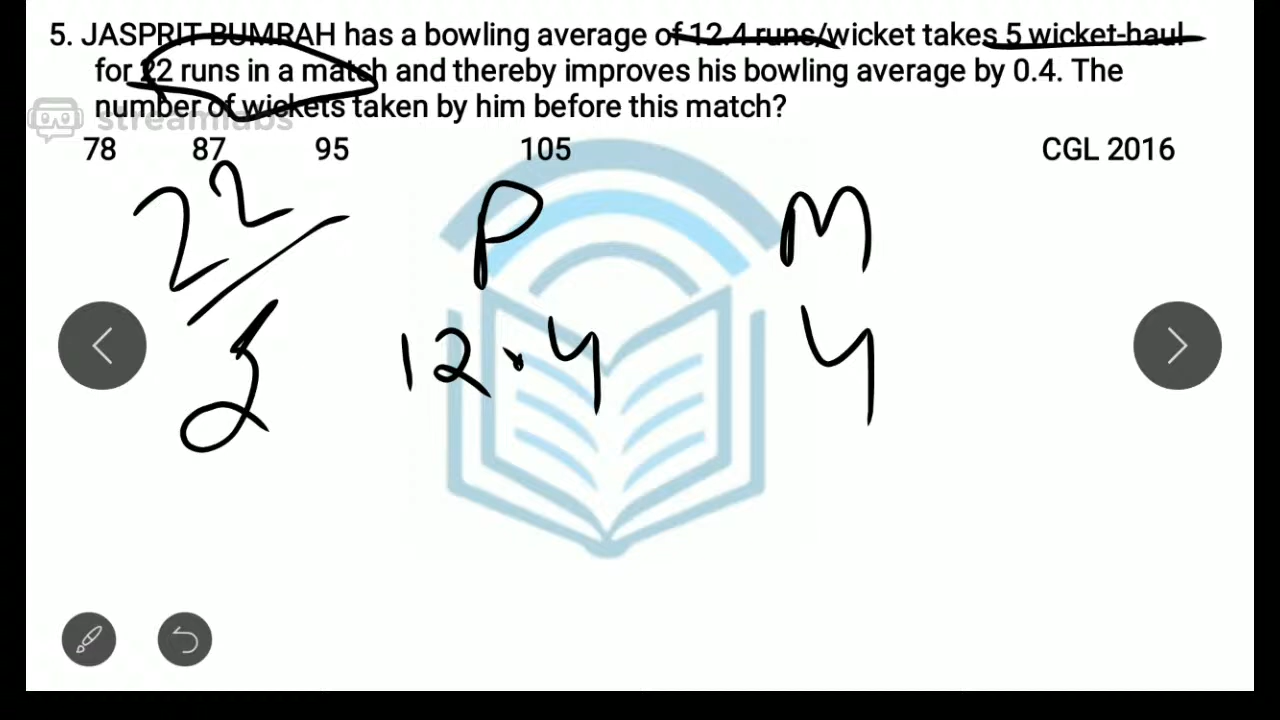 5. JASPRIT BUMRAH has a bowling average of 12.4 runs/wicket takes 5 wicket-haul
for 22 runs in a match and thereby improves his bowling average by 0.4. The
number of wickets taken by him before this match?
streamlabs
78 87 95 105 CGL 2016
22 P M
12.4 4